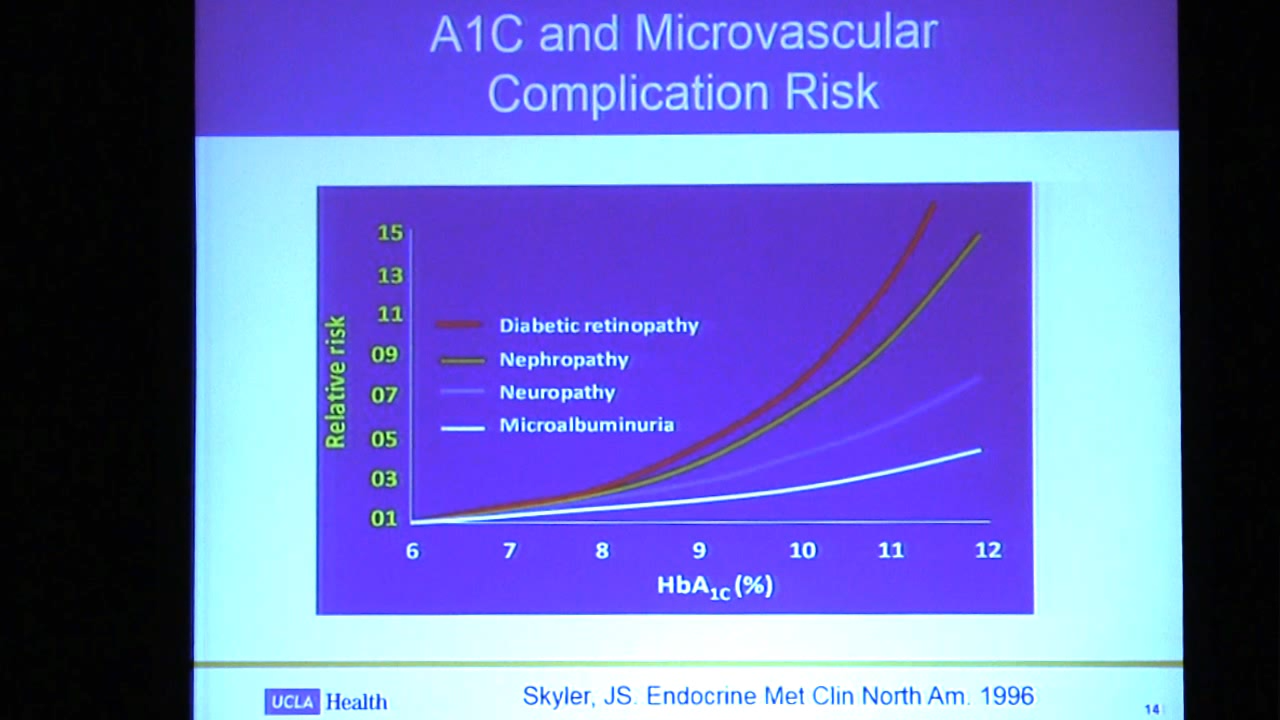 A1C and Microvascular
Complication Risk
15
13
11
09
07
05
03
01
Relative risk
Diabetic retinopathy
Nephropathy
Neuropathy
Microalbuminuria
6 7 8 9 10 11 12
HbA1C (%)
UCLA Health
Skyler, JS. Endocrine Met Clin North Am. 1996
14